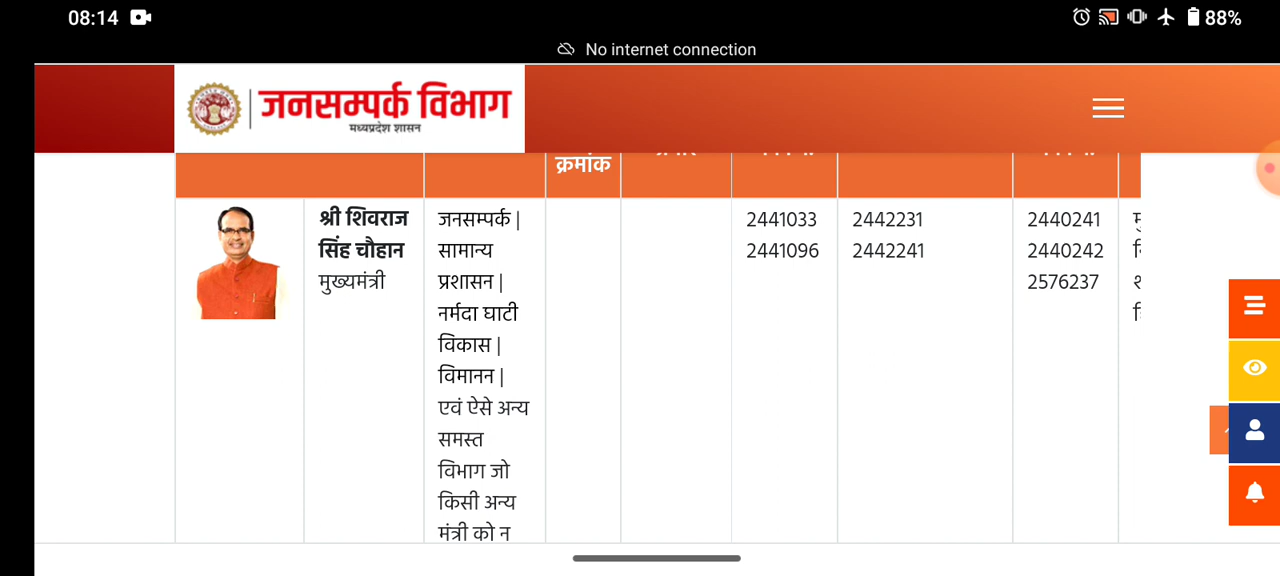 08:14
88%
No internet connection
जनसम्पर्क विभाग
मध्यप्रदेश शासन
क्रमांक
श्री शिवराज
सिंह चौहान
मुख्यमंत्री
जनसम्पर्क |
सामान्य
प्रशासन |
नर्मदा घाटी
विकास |
विमानन |
एवं ऐसे अन्य
समस्त
विभाग जो
किसी अन्य
मंत्री को न
2441033
2441096
2442231
2442241
2440241
2440242
2576237